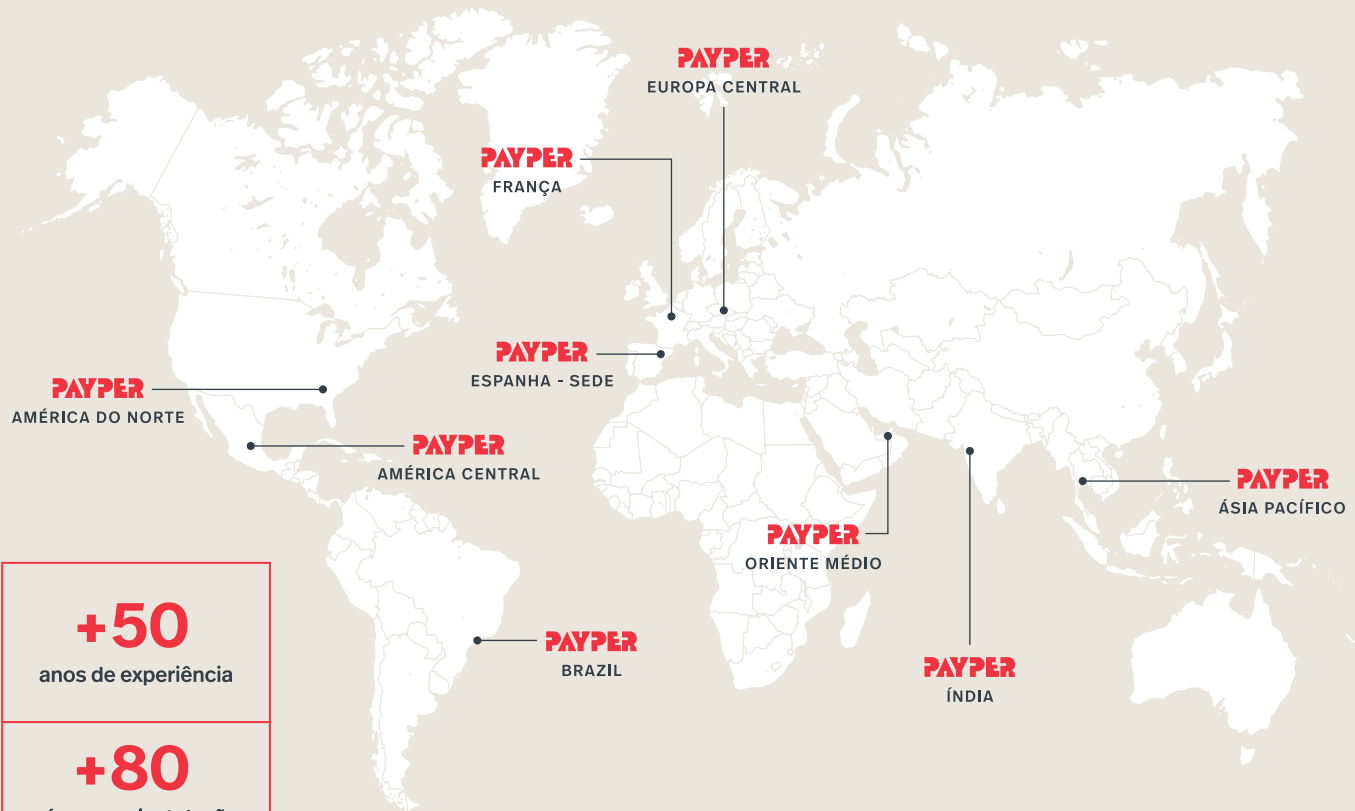 PAYPER
EUROPA CENTRAL
PAYPER
FRANÇA
PAYPER
ESPANHA - SEDE
PAYPER
AMÉRICA DO NORTE
PAYPER
AMÉRICA CENTRAL
PAYPER
ÁSIA PACÍFICO
PAYPER
ORIENTE MÉDIO
PAYPER
BRAZIL
PAYPER
ÍNDIA
+50
anos de experiência
+80